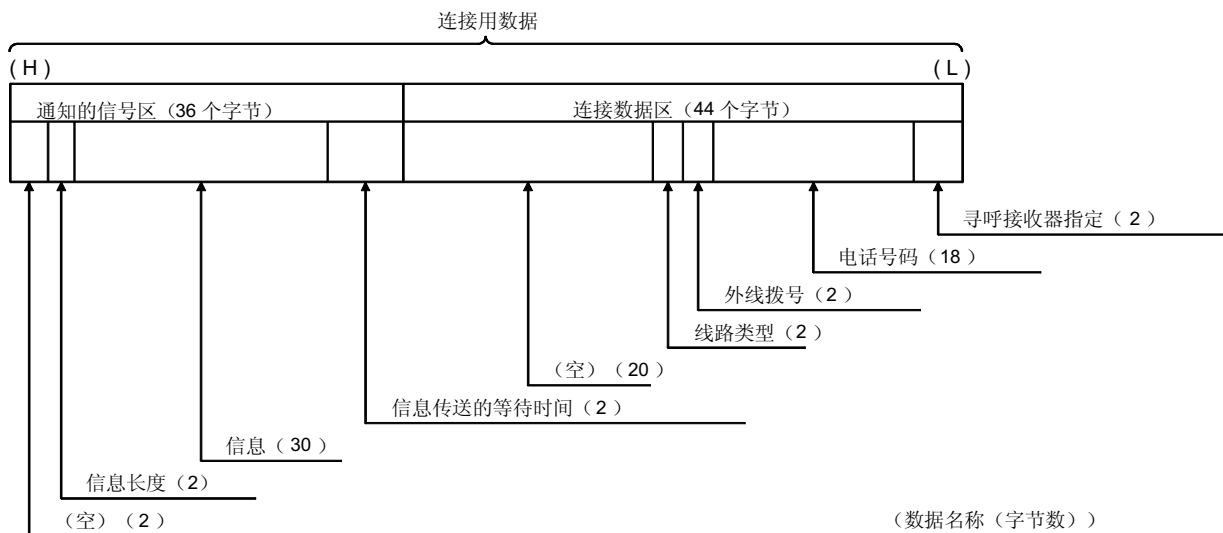 连接用数据
(H)
(L)
通知的信号区（36 个字节）
连接数据区（44 个字节）
寻呼接收器指定（2）
电话号码（18）
外线拨号（2）
线路类型（2）
（空）（20）
信息传送的等待时间（2）
信息（30）
信息长度（2）
（空）（2）
（数据名称（字节数））